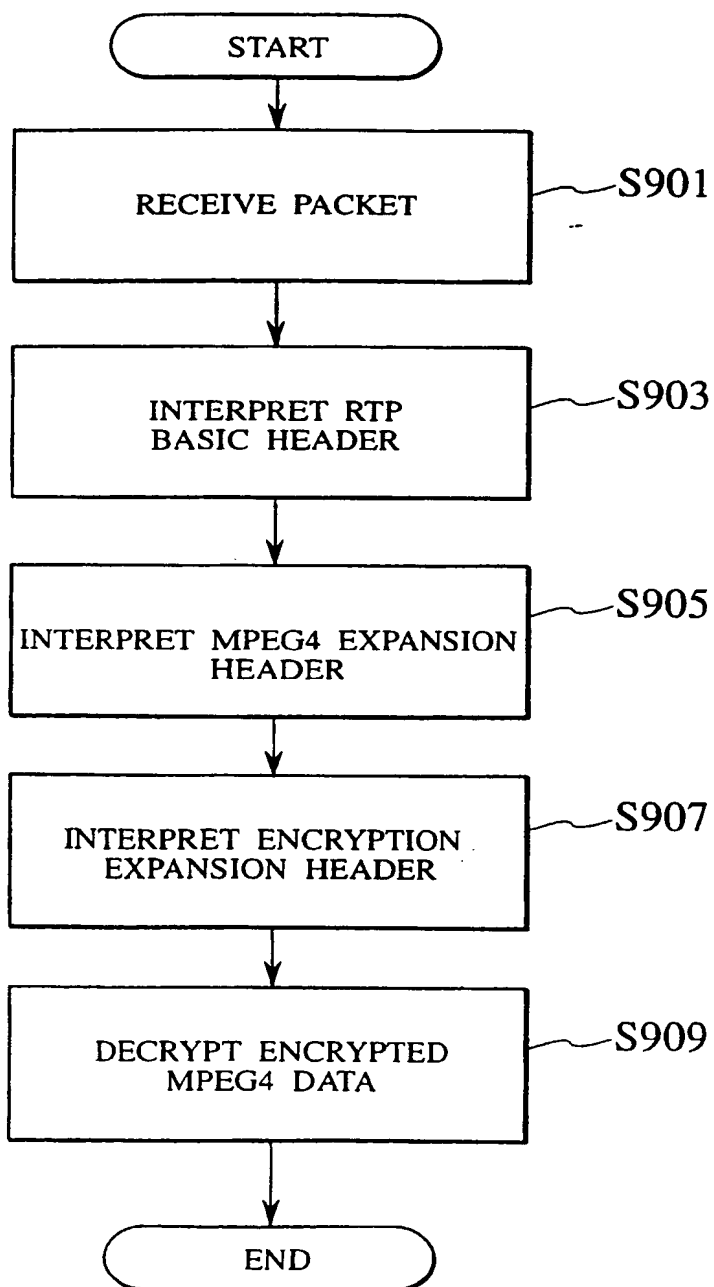 START
RECEIVE PACKET
S901
INTERPRET RTP
BASIC HEADER
S903
INTERPRET MPEG4 EXPANSION
HEADER
S905
INTERPRET ENCRYPTION
EXPANSION HEADER
S907
DECRYPT ENCRYPTED
MPEG4 DATA
S909
END